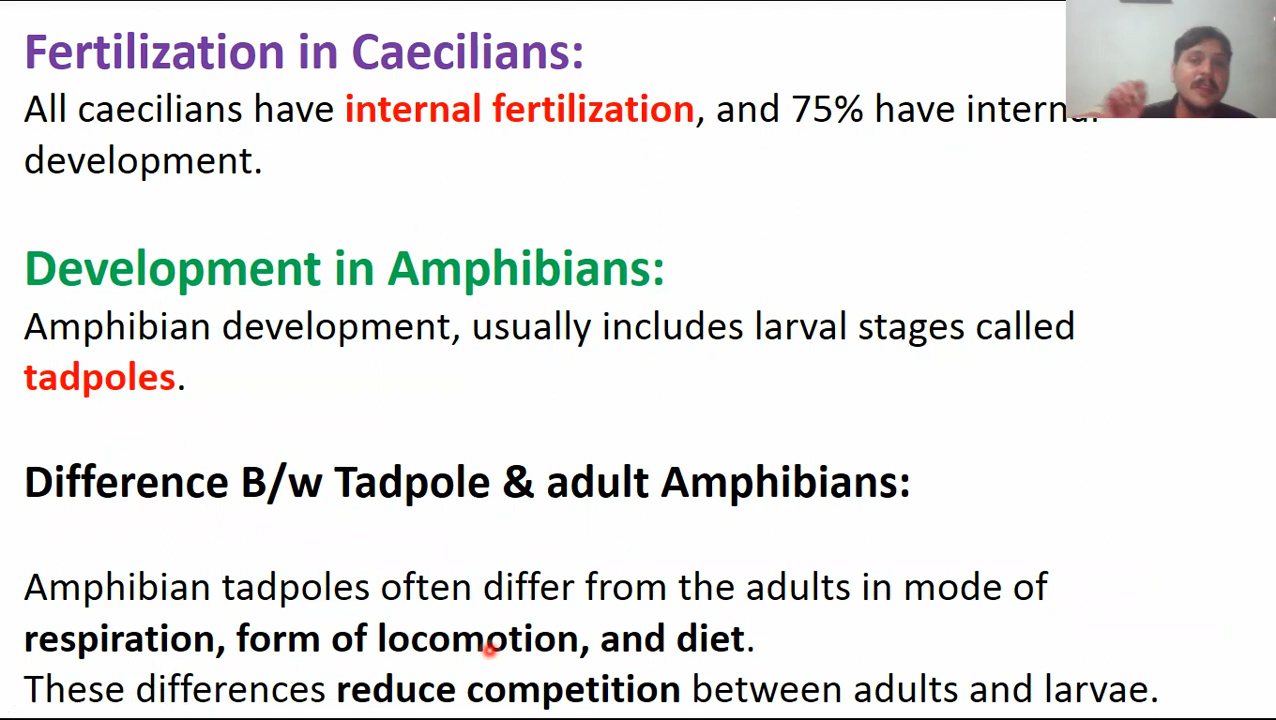 Fertilization in Caecilians:
All caecilians have internal fertilization, and 75% have internal
development.
Development in Amphibians:
Amphibian development, usually includes larval stages called
tadpoles.
Difference B/w Tadpole & adult Amphibians:
Amphibian tadpoles often differ from the adults in mode of
respiration, form of locomotion, and diet.
These differences reduce competition between adults and larvae.